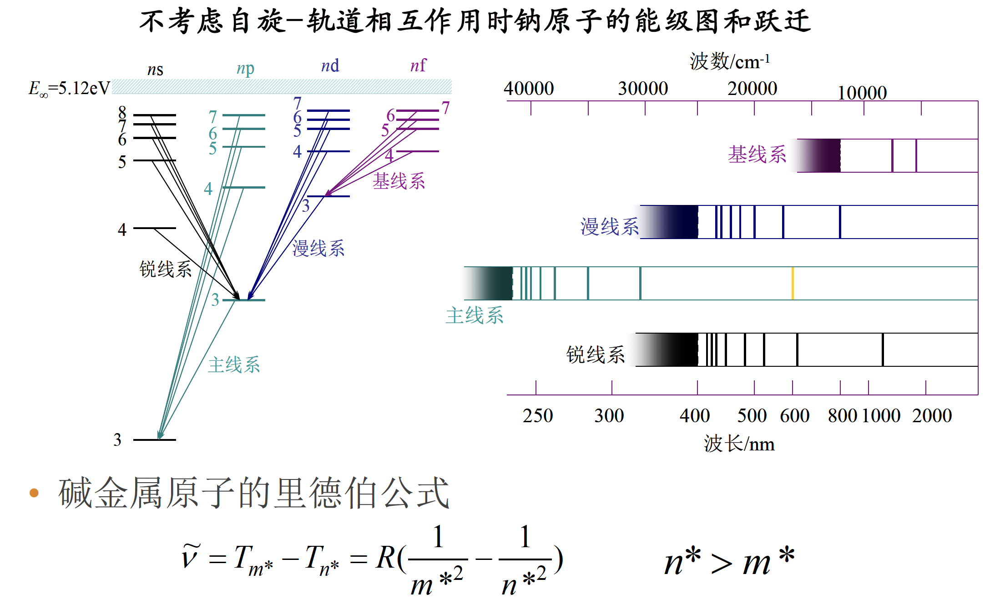 不考虑自旋–轨道相互作用时钠原子的能级图和跃迁
ns np nd nf
E∞=5.12eV
8
7
6
5
4
3
7
6
5
4
3
7
6
5
4
3
7
6
5
4
锐线系
主线系
漫线系
基线系
波数/cm-1
40000 30000 20000 10000
基线系
漫线系
主线系
锐线系
250 300 400 500 600 800 1000 2000
波长/nm
• 碱金属原子的里德伯公式
ν̃ = Tm* − Tn* = R(1/m*² − 1/n*²) n* > m*